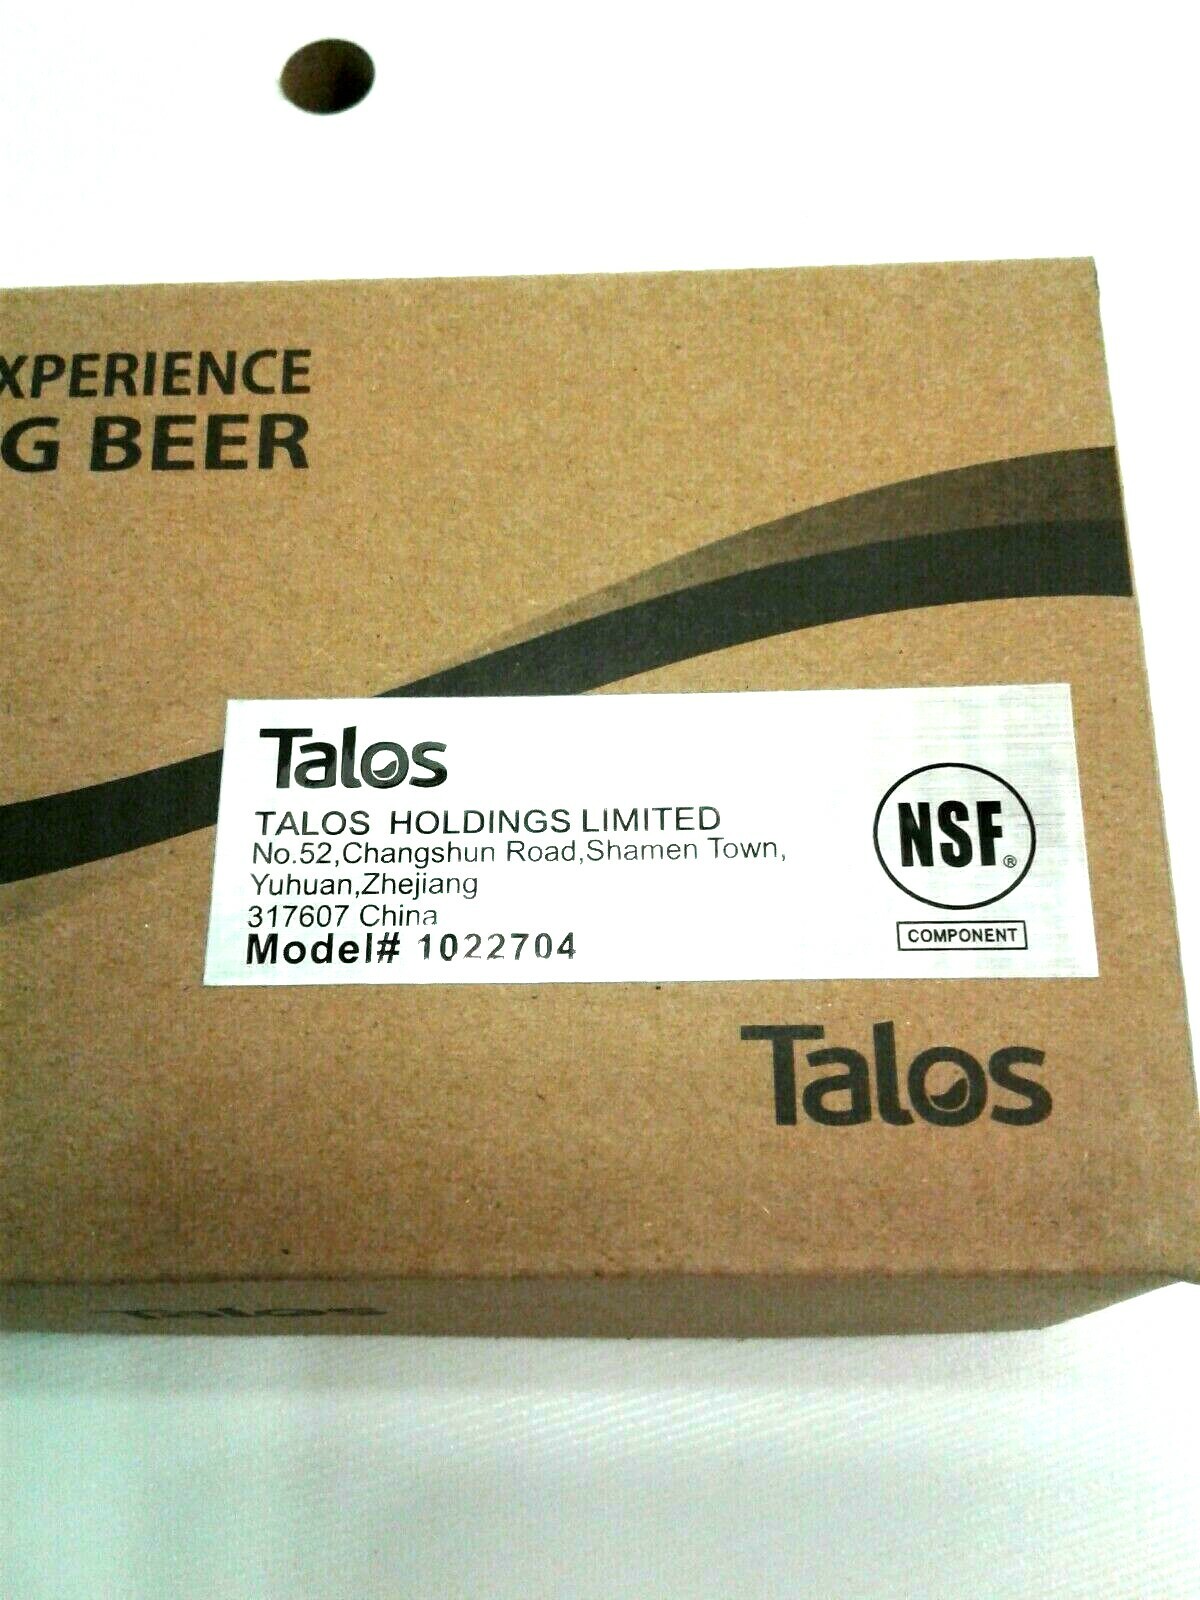 XPERIENCE
G BEER
Talos
TALOS HOLDINGS LIMITED
No.52,Changshun Road,Shamen Town,
Yuhuan,Zhejiang
317607 China
Model# 1022704
NSF®
COMPONENT
Talos
Talos